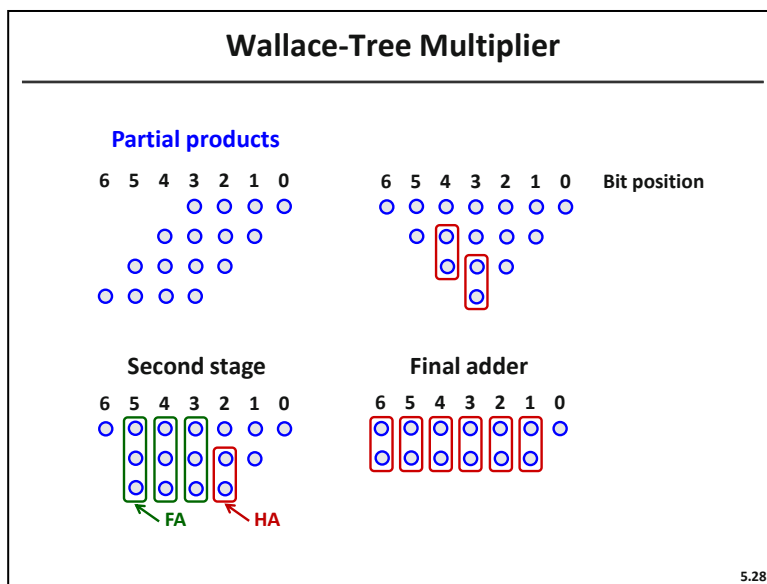 Wallace-Tree Multiplier
Partial products
6 5 4 3 2 1 0
6 5 4 3 2 1 0 Bit position
Second stage
6 5 4 3 2 1 0
FA HA
Final adder
6 5 4 3 2 1 0
5.28